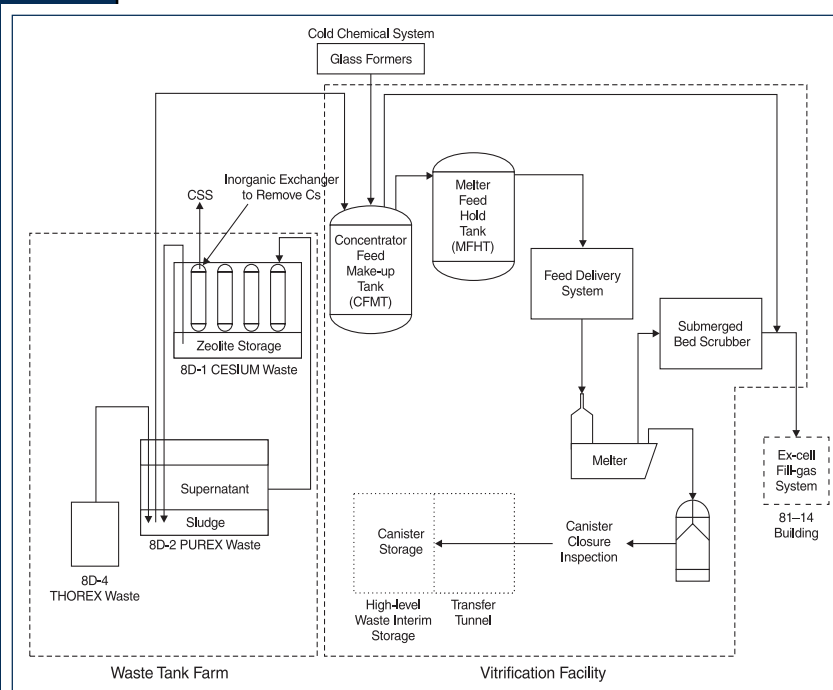 Cold Chemical System
Glass Formers
Inorganic Exchanger
to Remove Cs
CSS
Concentrator
Feed
Make-up
Tank
(CFMT)
Melter
Feed
Hold
Tank
(MFHT)
Feed Delivery
System
Submerged
Bed Scrubber
Zeolite Storage
8D-1 CESIUM Waste
Supernatant
Sludge
8D-2 PUREX Waste
8D-4
THOREX Waste
Melter
Ex-cell
Fill-gas
System
81–14
Building
Canister
Storage
Canister
Closure
Inspection
High-level
Waste Interim
Storage
Transfer
Tunnel
Waste Tank Farm
Vitrification Facility